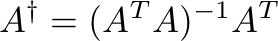 A† = (AᵀA)−1Aᵀ